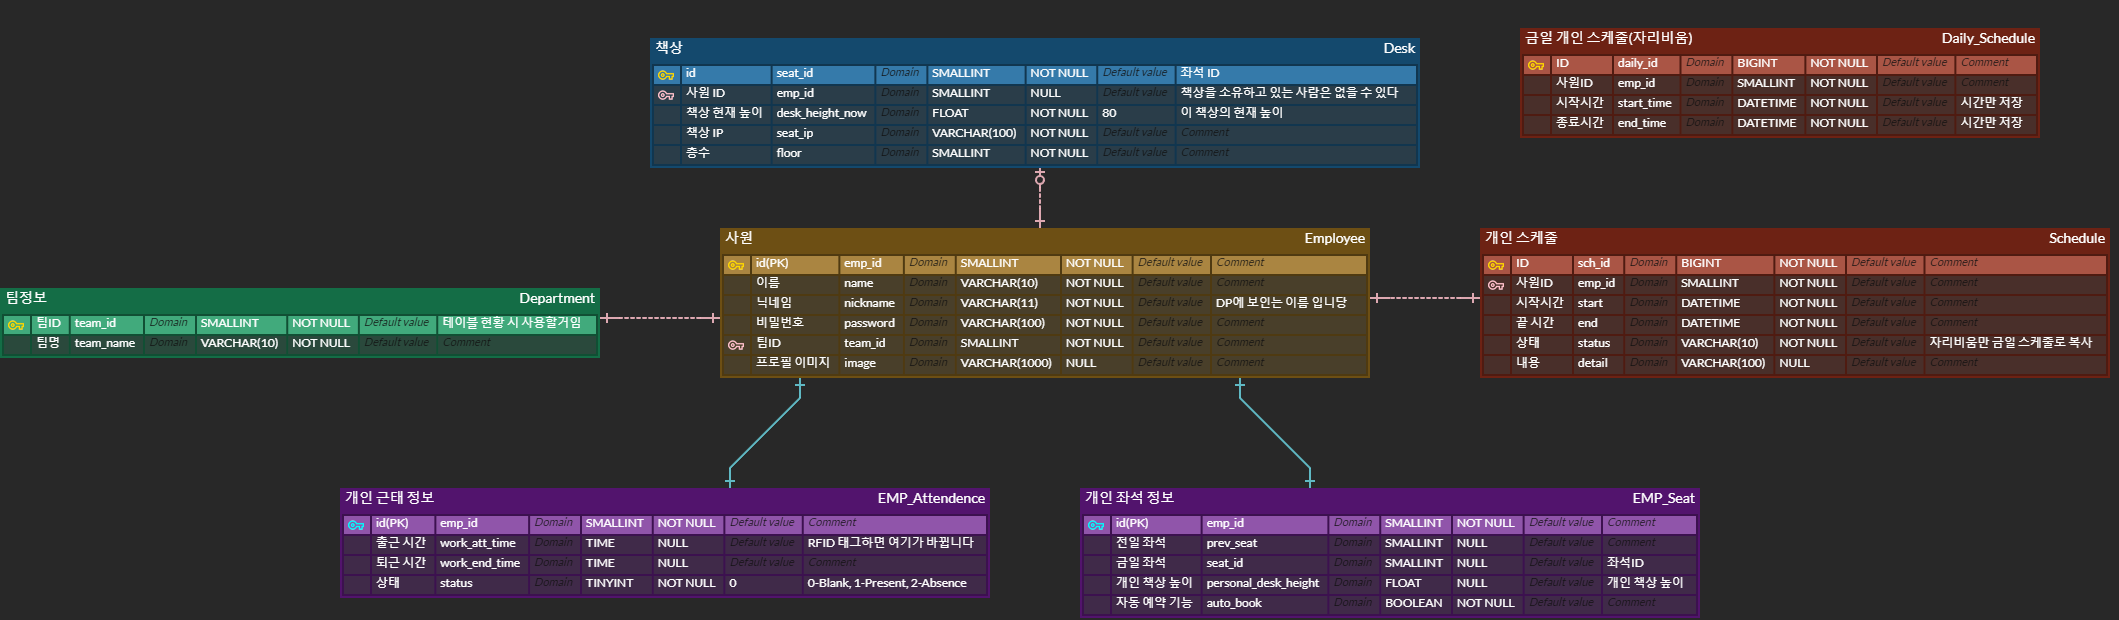 책상 Desk
id seat_id Domain SMALLINT NOT NULL Default value 좌석 ID
사원 ID emp_id Domain SMALLINT NULL Default value 책상을 소유하고 있는 사람은 없을 수 있다
책상 현재 높이 desk_height_now Domain FLOAT NOT NULL 80 이 책상의 현재 높이
책상 IP seat_ip Domain VARCHAR(100) NOT NULL Default value Comment
층수 floor Domain SMALLINT NOT NULL Default value Comment
금일 개인 스케줄(자리비움) Daily_Schedule
ID daily_id Domain BIGINT NOT NULL Default value Comment
사원ID emp_id Domain SMALLINT NOT NULL Default value Comment
시작시간 start_time Domain DATETIME NOT NULL Default value 시간만 저장
종료시간 end_time Domain DATETIME NOT NULL Default value 시간만 저장
사원 Employee
id(PK) emp_id Domain SMALLINT NOT NULL Default value Comment
이름 name Domain VARCHAR(10) NOT NULL Default value Comment
닉네임 nickname Domain VARCHAR(11) NOT NULL Default value DP에 보인는 이름 입니당
비밀번호 password Domain VARCHAR(100) NOT NULL Default value Comment
팀ID team_id Domain SMALLINT NOT NULL Default value Comment
프로필 이미지 image Domain VARCHAR(1000) NULL Default value Comment
개인 스케줄 Schedule
ID sch_id Domain BIGINT NOT NULL Default value Comment
사원ID emp_id Domain SMALLINT NOT NULL Default value Comment
시작시간 start Domain DATETIME NOT NULL Default value Comment
끝 시간 end Domain DATETIME NOT NULL Default value Comment
상태 status Domain VARCHAR(10) NOT NULL Default value 자리비움만 금일 스케줄로 복사
내용 detail Domain VARCHAR(100) NULL Default value Comment
팀정보 Department
팀ID team_id Domain SMALLINT NOT NULL Default value 테이블 현황 시 사용할거임
팀명 team_name Domain VARCHAR(10) NOT NULL Default value Comment
개인 근태 정보 EMP_Attendence
id(PK) emp_id Domain SMALLINT NOT NULL Default value Comment
출근 시간 work_att_time Domain TIME NULL Default value RFID 태그하면 여기가 바뀝니다
퇴근 시간 work_end_time Domain TIME NULL Default value Comment
상태 status Domain TINYINT NOT NULL 0 0-Blank, 1-Present, 2-Absence
개인 좌석 정보 EMP_Seat
id(PK) emp_id Domain SMALLINT NOT NULL Default value Comment
전일 좌석 prev_seat Domain SMALLINT NULL Default value Comment
금일 좌석 seat_id Domain SMALLINT NULL Default value 좌석ID
개인 책상 높이 personal_desk_height Domain FLOAT NULL Default value 개인 책상 높이
자동 예약 기능 auto_book Domain BOOLEAN NOT NULL Default value Comment